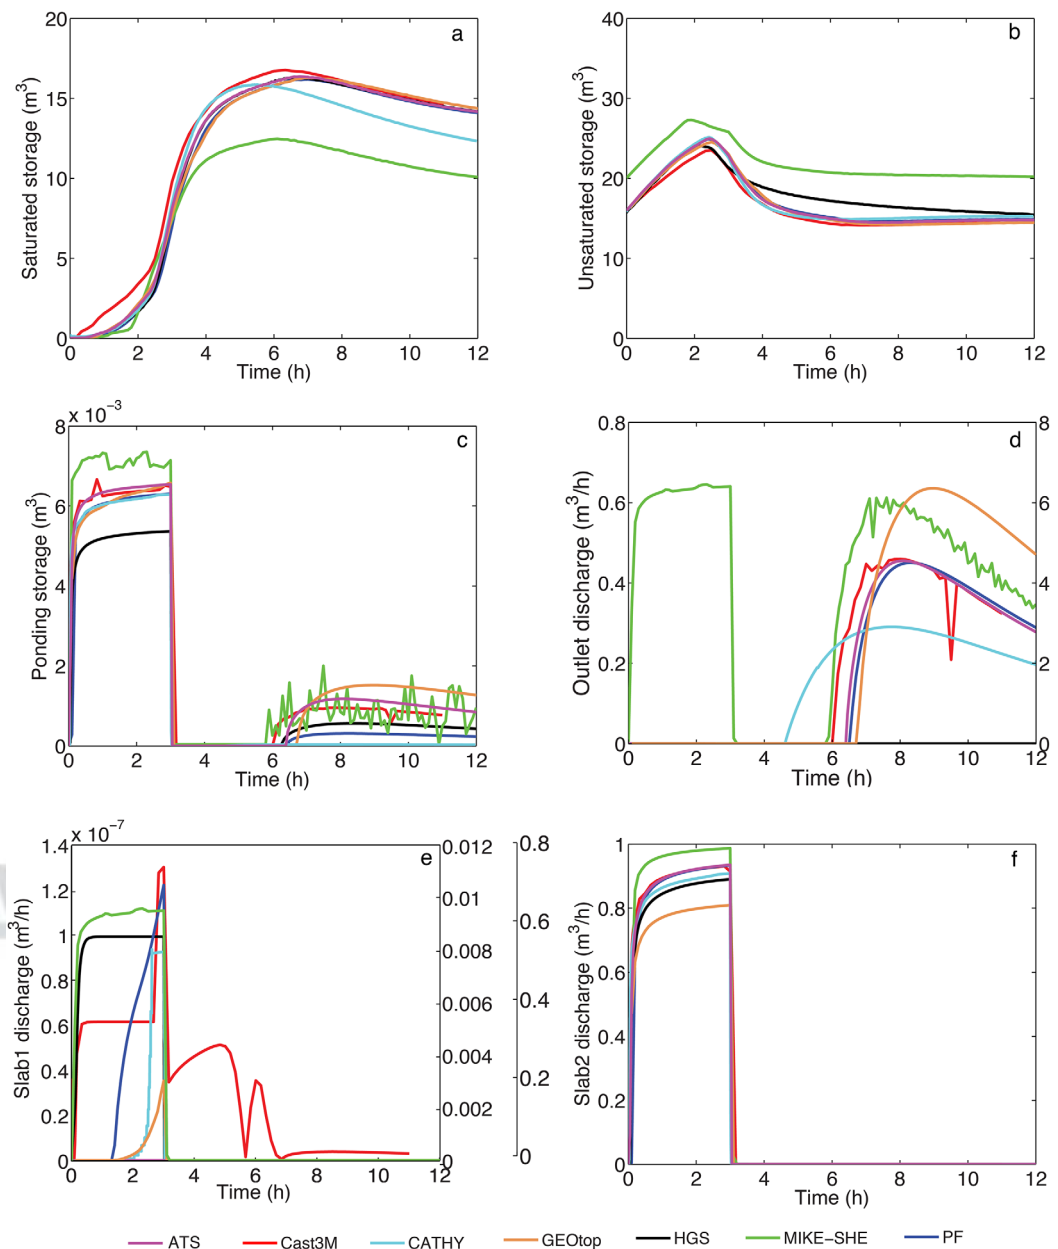 a
Saturated storage (m³)
20
15
10
5
0
0 2 4 6 8 10 12
Time (h)
b
Unsaturated storage (m³)
40
30
20
10
0
0 2 4 6 8 10 12
Time (h)
x 10⁻³
c
Ponding storage (m³)
8
6
4
2
0
0 2 4 6 8 10 12
Time (h)
d
Outlet discharge (m³/h)
0.8
0.6
0.4
0.2
0
8
6
4
2
0
0 2 4 6 8 10 12
Time (h)
x 10⁻⁷
e
Slab1 discharge (m³/h)
1.4
1.2
1
0.8
0.6
0.4
0.2
0
0.012
0.01
0.008
0.006
0.004
0.002
0
0.8
0.6
0.4
0.2
0
0 2 4 6 8 10 12
Time (h)
f
Slab2 discharge (m³/h)
1
0.8
0.6
0.4
0.2
0
0 2 4 6 8 10 12
Time (h)
ATS Cast3M CATHY GEOtop HGS MIKE−SHE PF